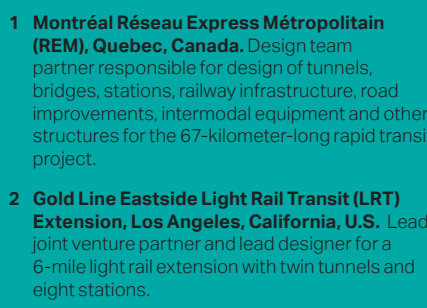 1 Montréal Réseau Express Métropolitain
(REM), Quebec, Canada. Design team
partner responsible for design of tunnels,
bridges, stations, railway infrastructure, road
improvements, intermodal equipment and other
structures for the 67-kilometer-long rapid transi
project.
2 Gold Line Eastside Light Rail Transit (LRT)
Extension, Los Angeles, California, U.S. Lead
joint venture partner and lead designer for a
6-mile light rail extension with twin tunnels and
eight stations.